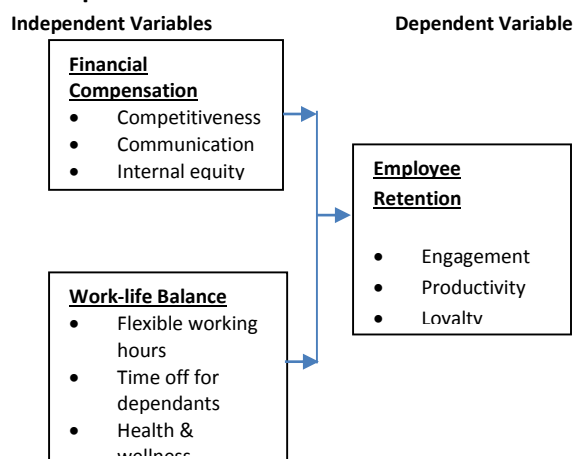 Independent Variables
Dependent Variable
Financial
Compensation
• Competitiveness
• Communication
• Internal equity
Employee
Retention
• Engagement
• Productivity
• Loyalty
Work-life Balance
• Flexible working
hours
• Time off for
dependants
• Health &
wellness